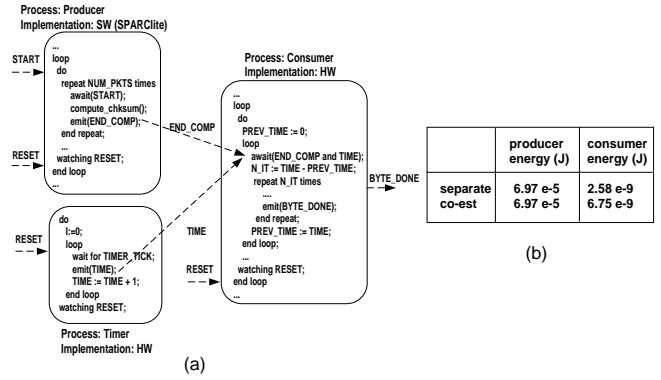 Process: Producer
Implementation: SW (SPARClite)
START
RESET
...
loop
do
repeat NUM_PKTS times
await(START);
compute_chksum();
emit(END_COMP);
end repeat;
...
watching RESET;
end loop
...
END_COMP
RESET
do
I:=0;
loop
wait for TIMER_TICK;
emit(TIME);
TIME := TIME + 1;
end loop
watching RESET;
Process: Timer
Implementation: HW
TIME
Process: Consumer
Implementation: HW
...
loop
do
PREV_TIME := 0;
loop
await(END_COMP and TIME);
N_IT := TIME - PREV_TIME;
repeat N_IT times
....
emit(BYTE_DONE);
end repeat;
PREV_TIME := TIME;
end loop;
...
watching RESET;
end loop
...
RESET
BYTE_DONE
(a)
producer energy (J) consumer energy (J)
separate 6.97 e-5 2.58 e-9
co-est 6.97 e-5 6.75 e-9
(b)